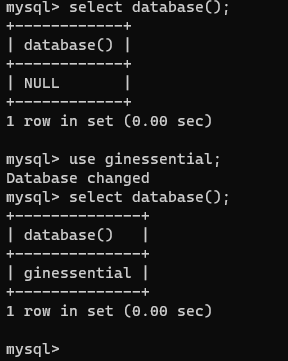 mysql> select database();
+------------+
| database() |
+------------+
| NULL       |
+------------+
1 row in set (0.00 sec)

mysql> use ginessential;
Database changed
mysql> select database();
+--------------+
| database()   |
+--------------+
| ginessential |
+--------------+
1 row in set (0.00 sec)

mysql>